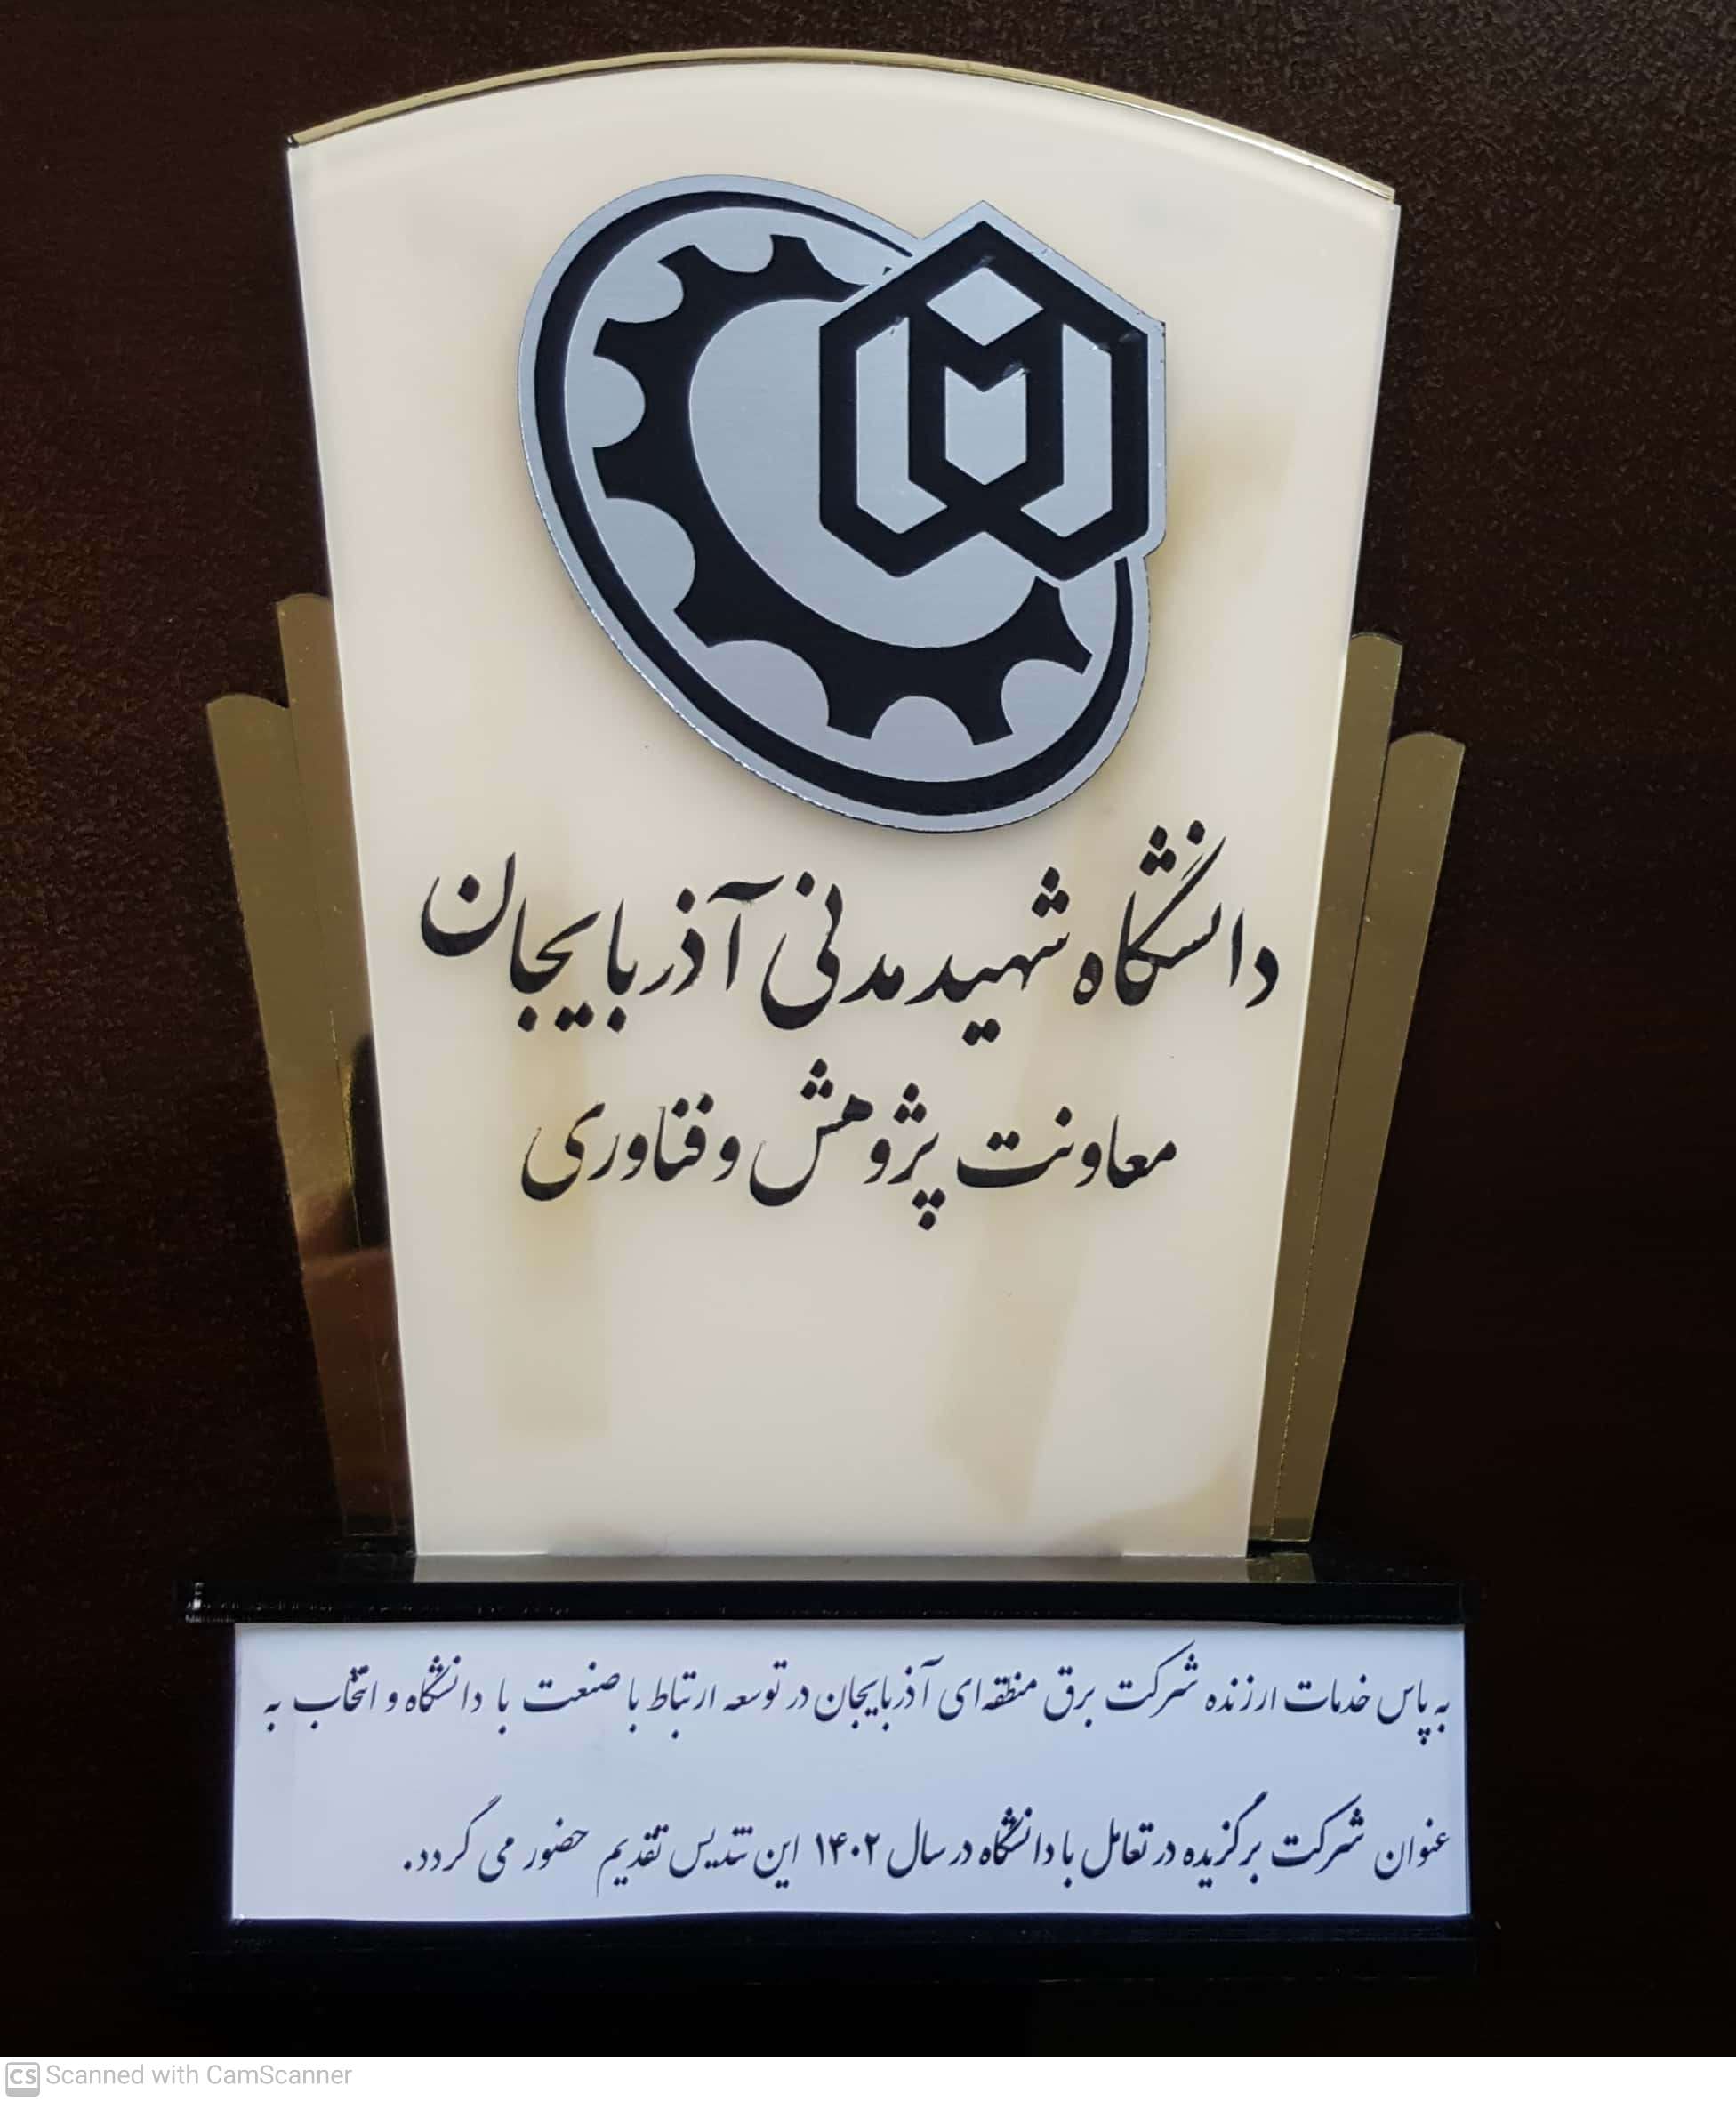 دانشگاه شهید مدنی آذربایجان
معاونت پژوهش و فناوری
به پاس خدمات ارزنده شرکت برق منطقه ای آذربایجان در توسعه ارتباط با صنعت با دانشگاه و انتخاب به
عنوان شرکت برگزیده در تعامل با دانشگاه در سال ۱۴۰۲ این تندیس تقدیم حضور می گردد.
CS Scanned with CamScanner